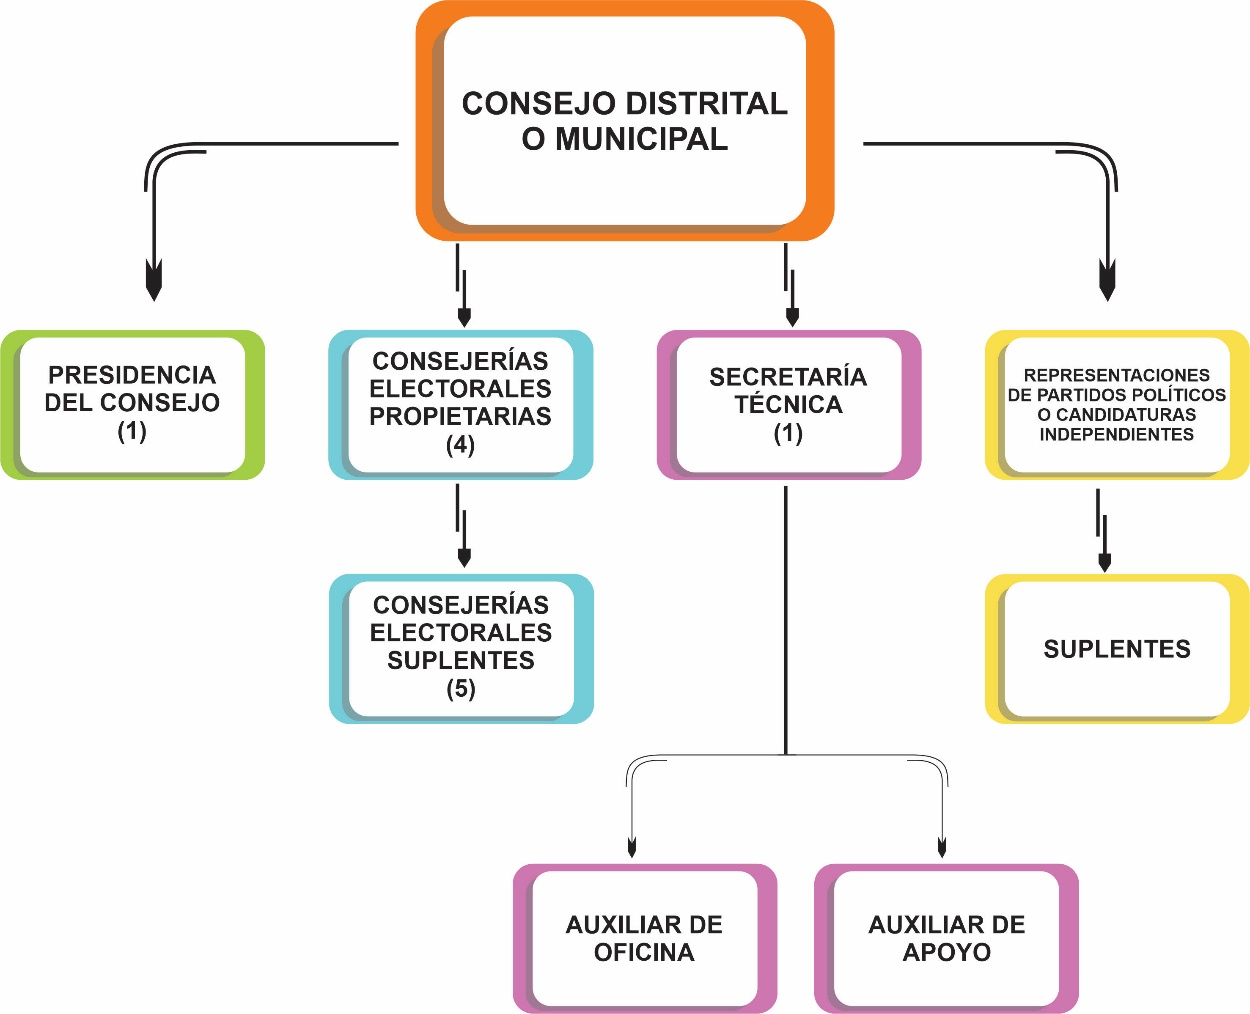 CONSEJO DISTRITAL
O MUNICIPAL
PRESIDENCIA
DEL CONSEJO
(1)
CONSEJERÍAS
ELECTORALES
PROPIETARIAS
(4)
SECRETARÍA
TÉCNICA
(1)
REPRESENTACIONES
DE PARTIDOS POLÍTICOS
O CANDIDATURAS
INDEPENDIENTES
CONSEJERÍAS
ELECTORALES
SUPLENTES
(5)
SUPLENTES
AUXILIAR DE
OFICINA
AUXILIAR DE
APOYO